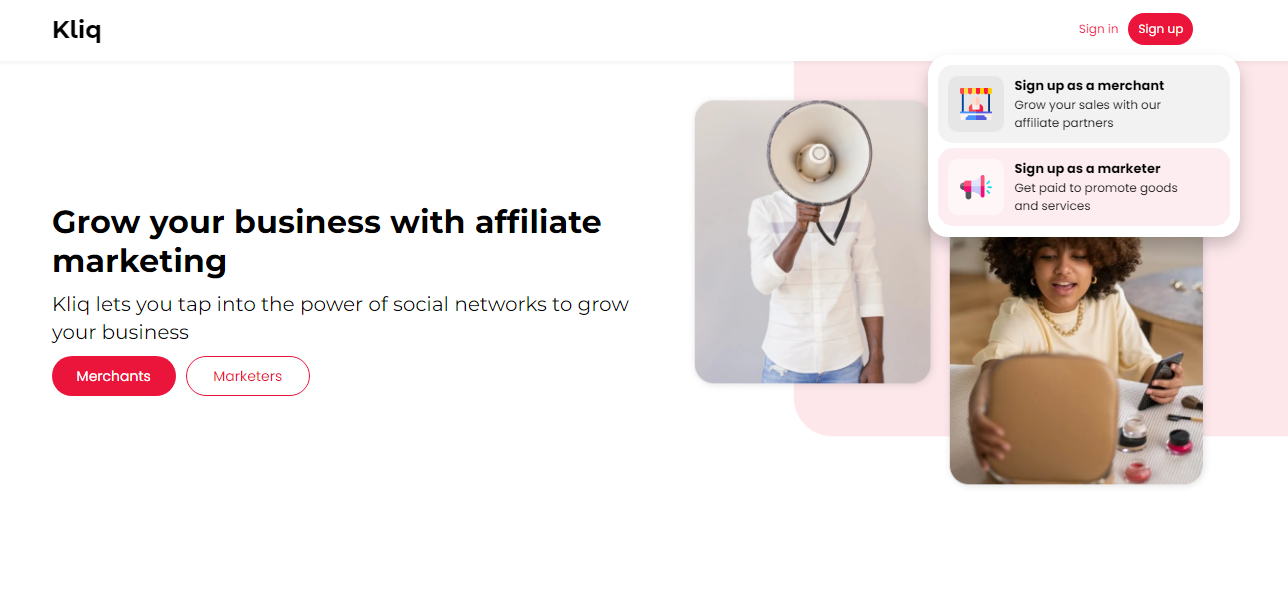 Kliq
Sign in
Sign up
Sign up as a merchant
Grow your sales with our
affiliate partners
Sign up as a marketer
Get paid to promote goods
and services
Grow your business with affiliate
marketing
Kliq lets you tap into the power of social networks to grow
your business
Merchants
Marketers